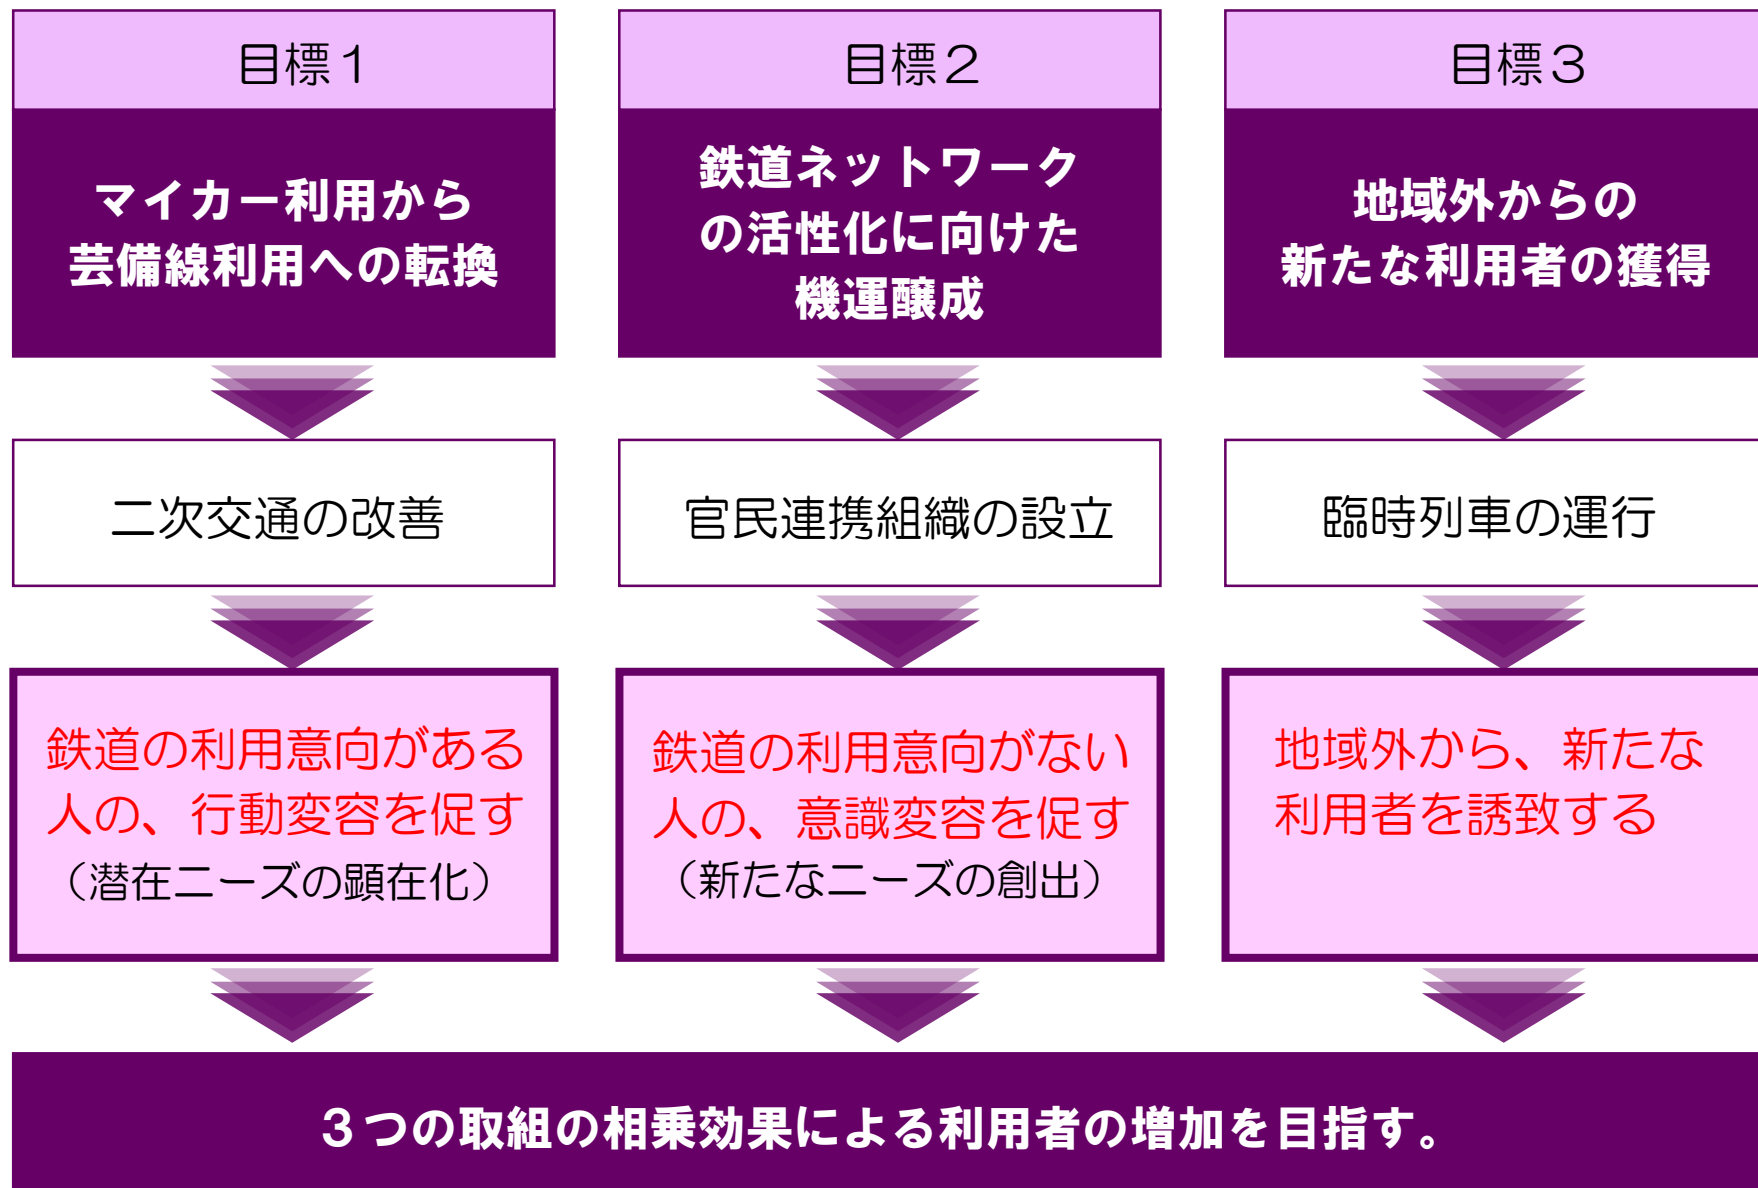 目標1
マイカー利用から
芸備線利用への転換
二次交通の改善
鉄道の利用意向がある
人の、行動変容を促す
（潜在ニーズの顕在化）
目標2
鉄道ネットワーク
の活性化に向けた
機運醸成
官民連携組織の設立
鉄道の利用意向がない
人の、意識変容を促す
（新たなニーズの創出）
目標3
地域外からの
新たな利用者の獲得
臨時列車の運行
地域外から、新たな
利用者を誘致する
3つの取組の相乗効果による利用者の増加を目指す。